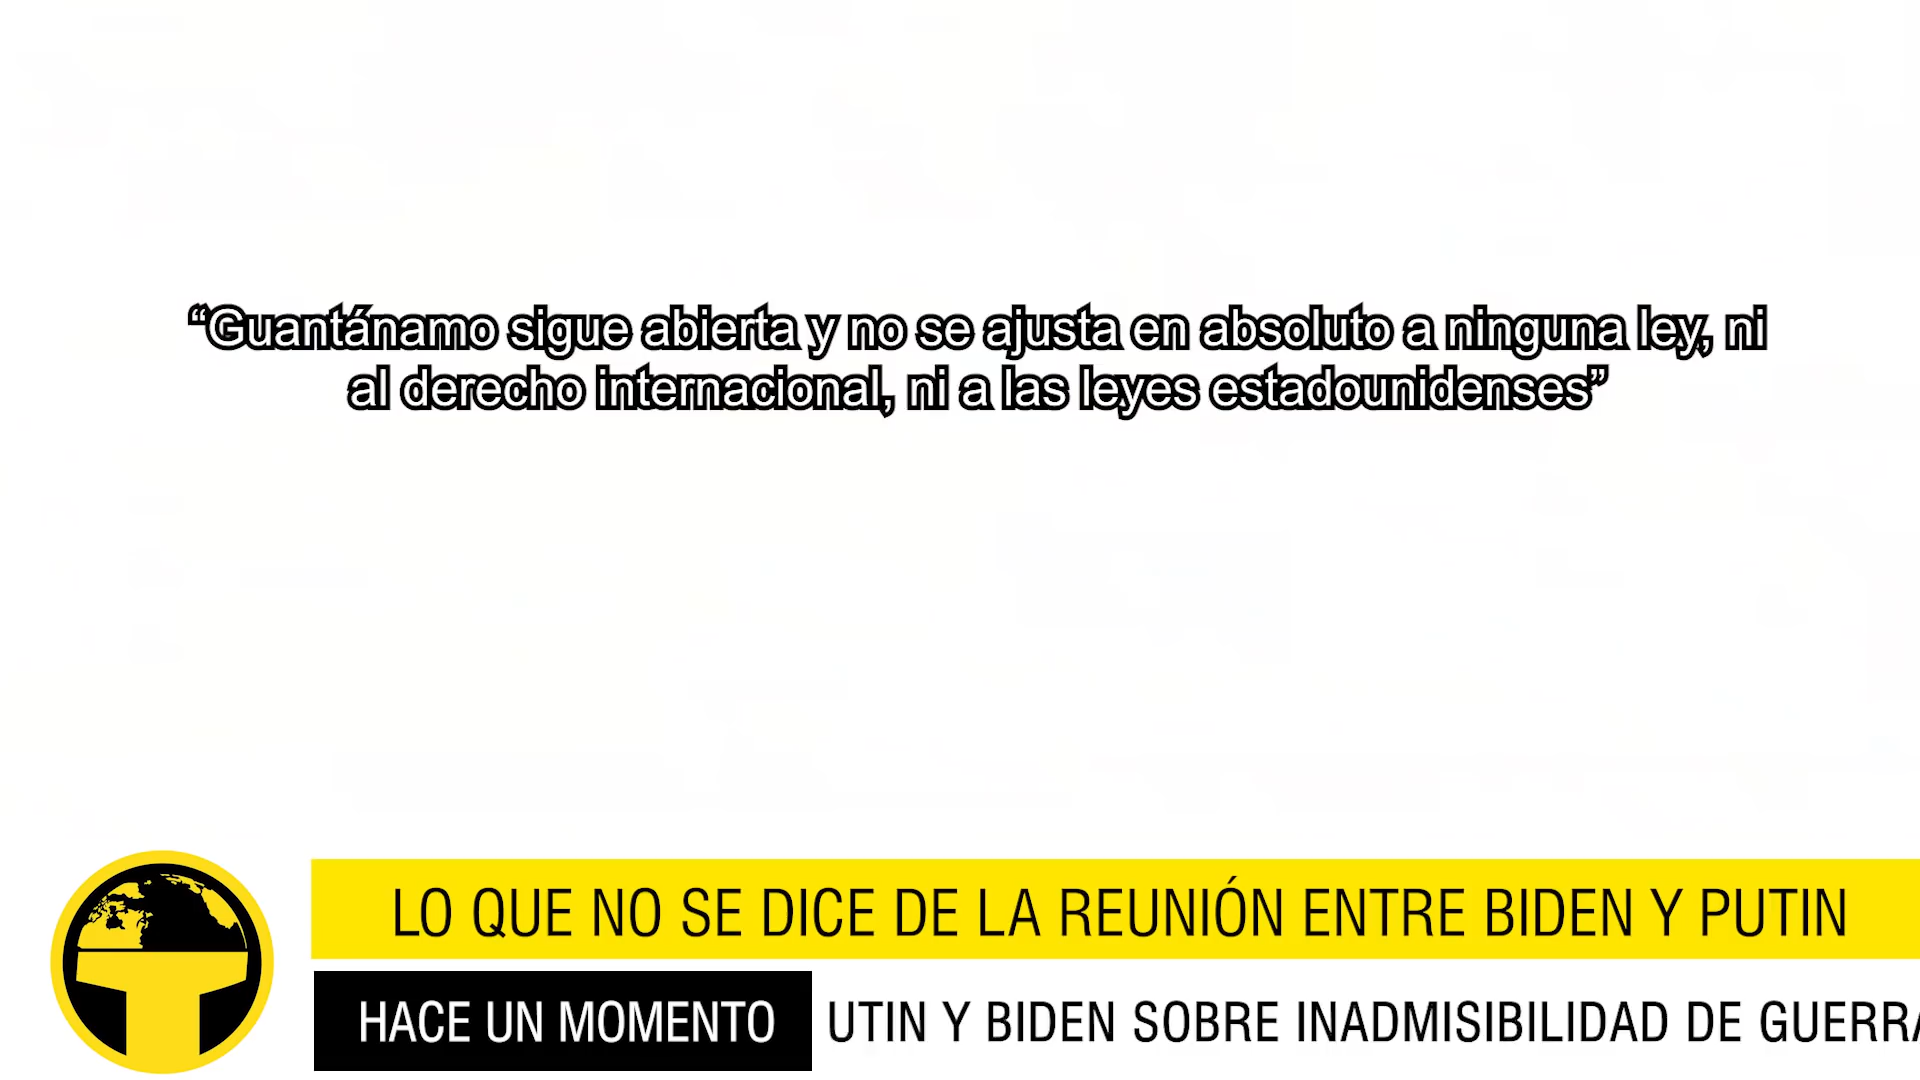 “Guantánamo sigue abierta y no se ajusta en absoluto a ninguna ley, ni
al derecho internacional, ni a las leyes estadounidenses”
LO QUE NO SE DICE DE LA REUNIÓN ENTRE BIDEN Y PUTIN
HACE UN MOMENTO
UTIN Y BIDEN SOBRE INADMISIBILIDAD DE GUERRA